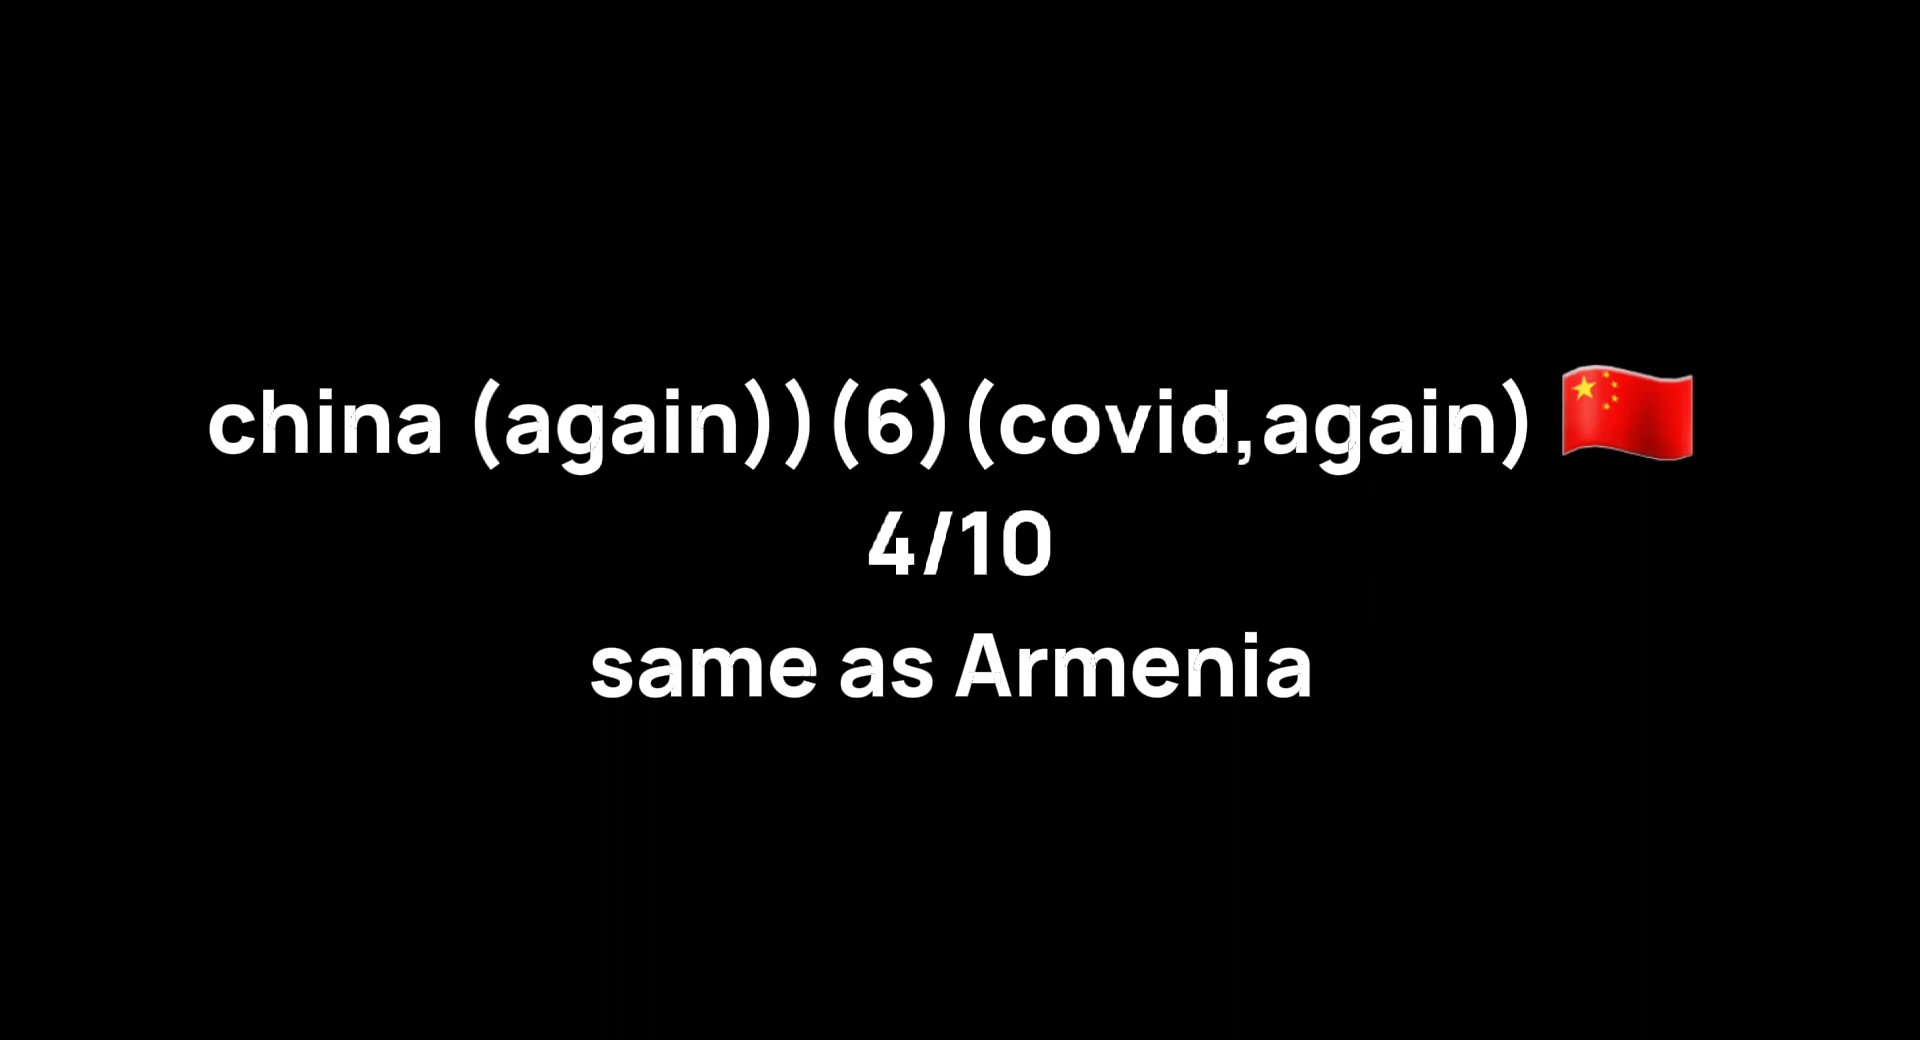 china (again))(6)(covid,again) 🇨🇳
4/10
same as Armenia